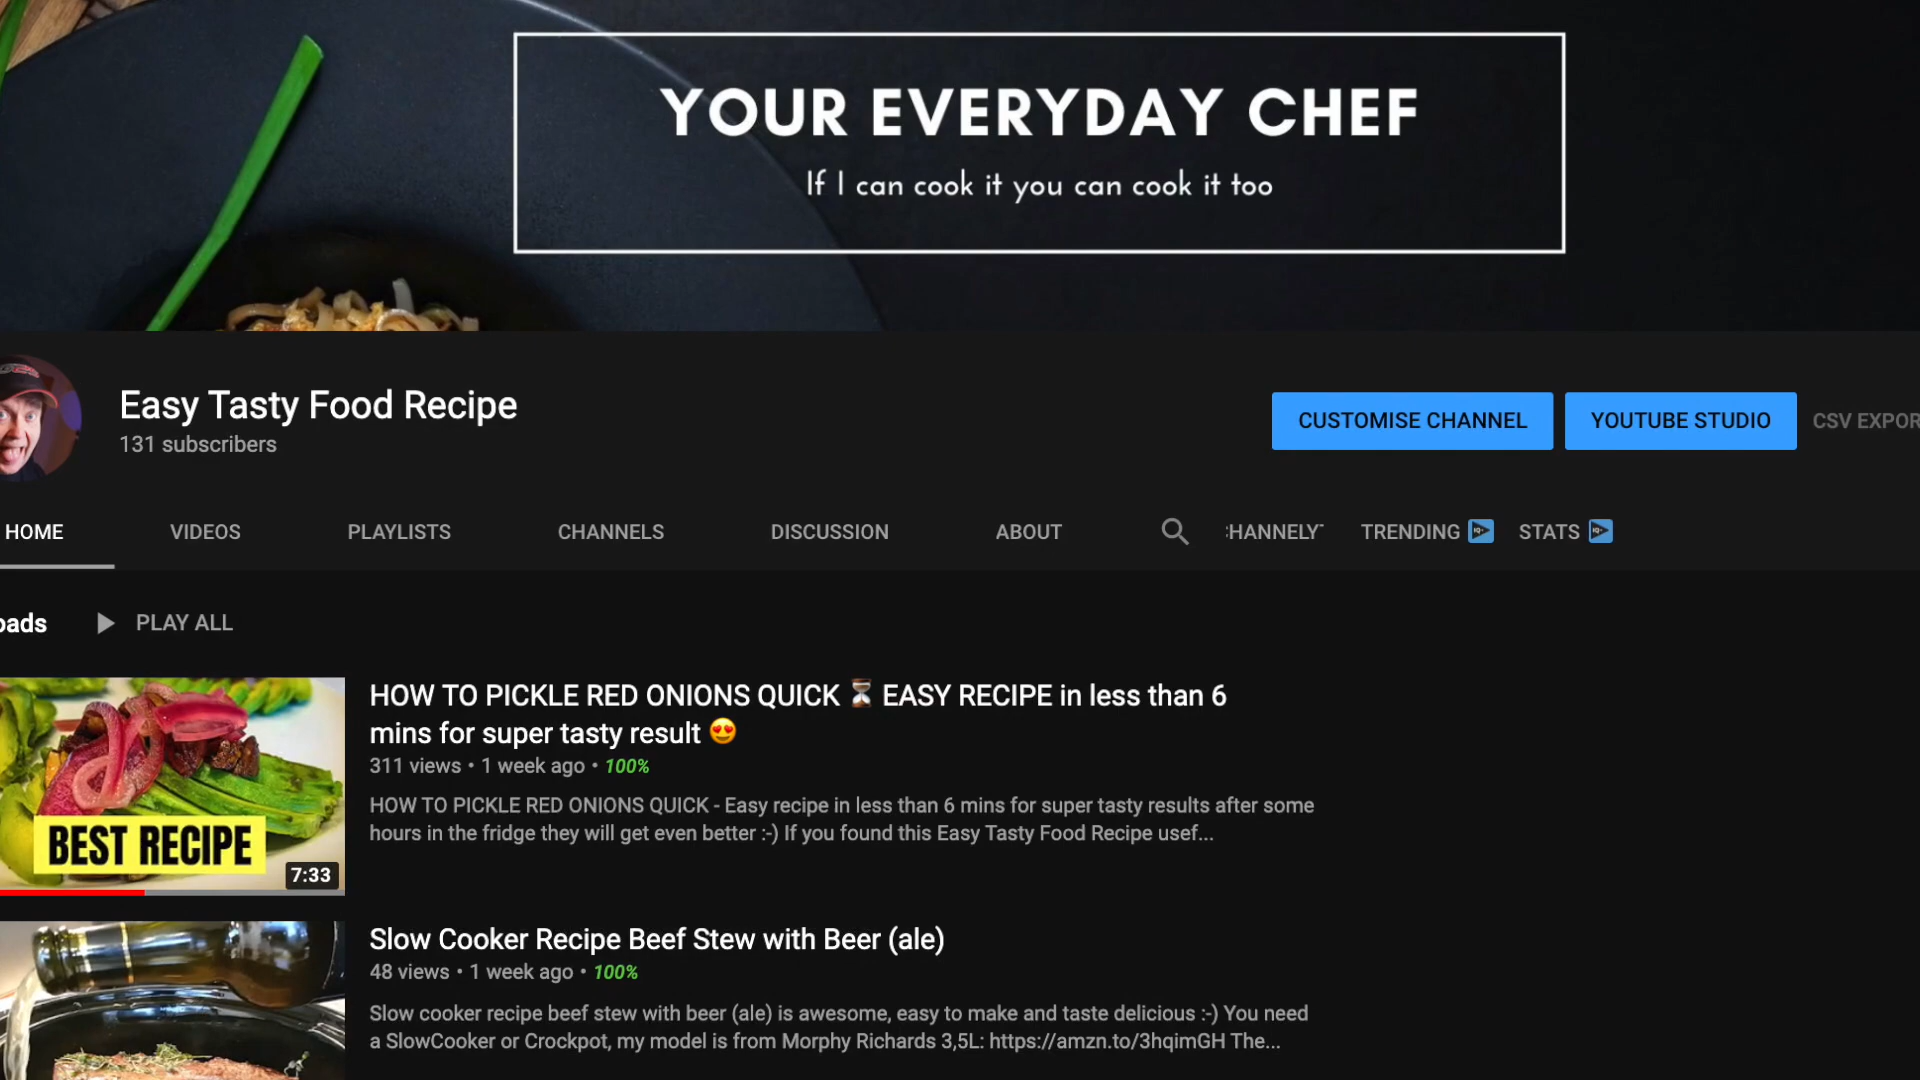 YOUR EVERYDAY CHEF
If I can cook it you can cook it too
Easy Tasty Food Recipe
131 subscribers
CUSTOMISE CHANNEL
YOUTUBE STUDIO
CSV EXPOR
HOME
VIDEOS
PLAYLISTS
CHANNELS
DISCUSSION
ABOUT
HANNELY
TRENDING
STATS
oads
PLAY ALL
BEST RECIPE
7:33
HOW TO PICKLE RED ONIONS QUICK ⏳ EASY RECIPE in less than 6
mins for super tasty result 😍
311 views • 1 week ago • 100%
HOW TO PICKLE RED ONIONS QUICK - Easy recipe in less than 6 mins for super tasty results after some
hours in the fridge they will get even better :-) If you found this Easy Tasty Food Recipe usef...
Slow Cooker Recipe Beef Stew with Beer (ale)
48 views • 1 week ago • 100%
Slow cooker recipe beef stew with beer (ale) is awesome, easy to make and taste delicious :-) You need
a SlowCooker or Crockpot, my model is from Morphy Richards 3,5L: https://amzn.to/3hqimGH The...